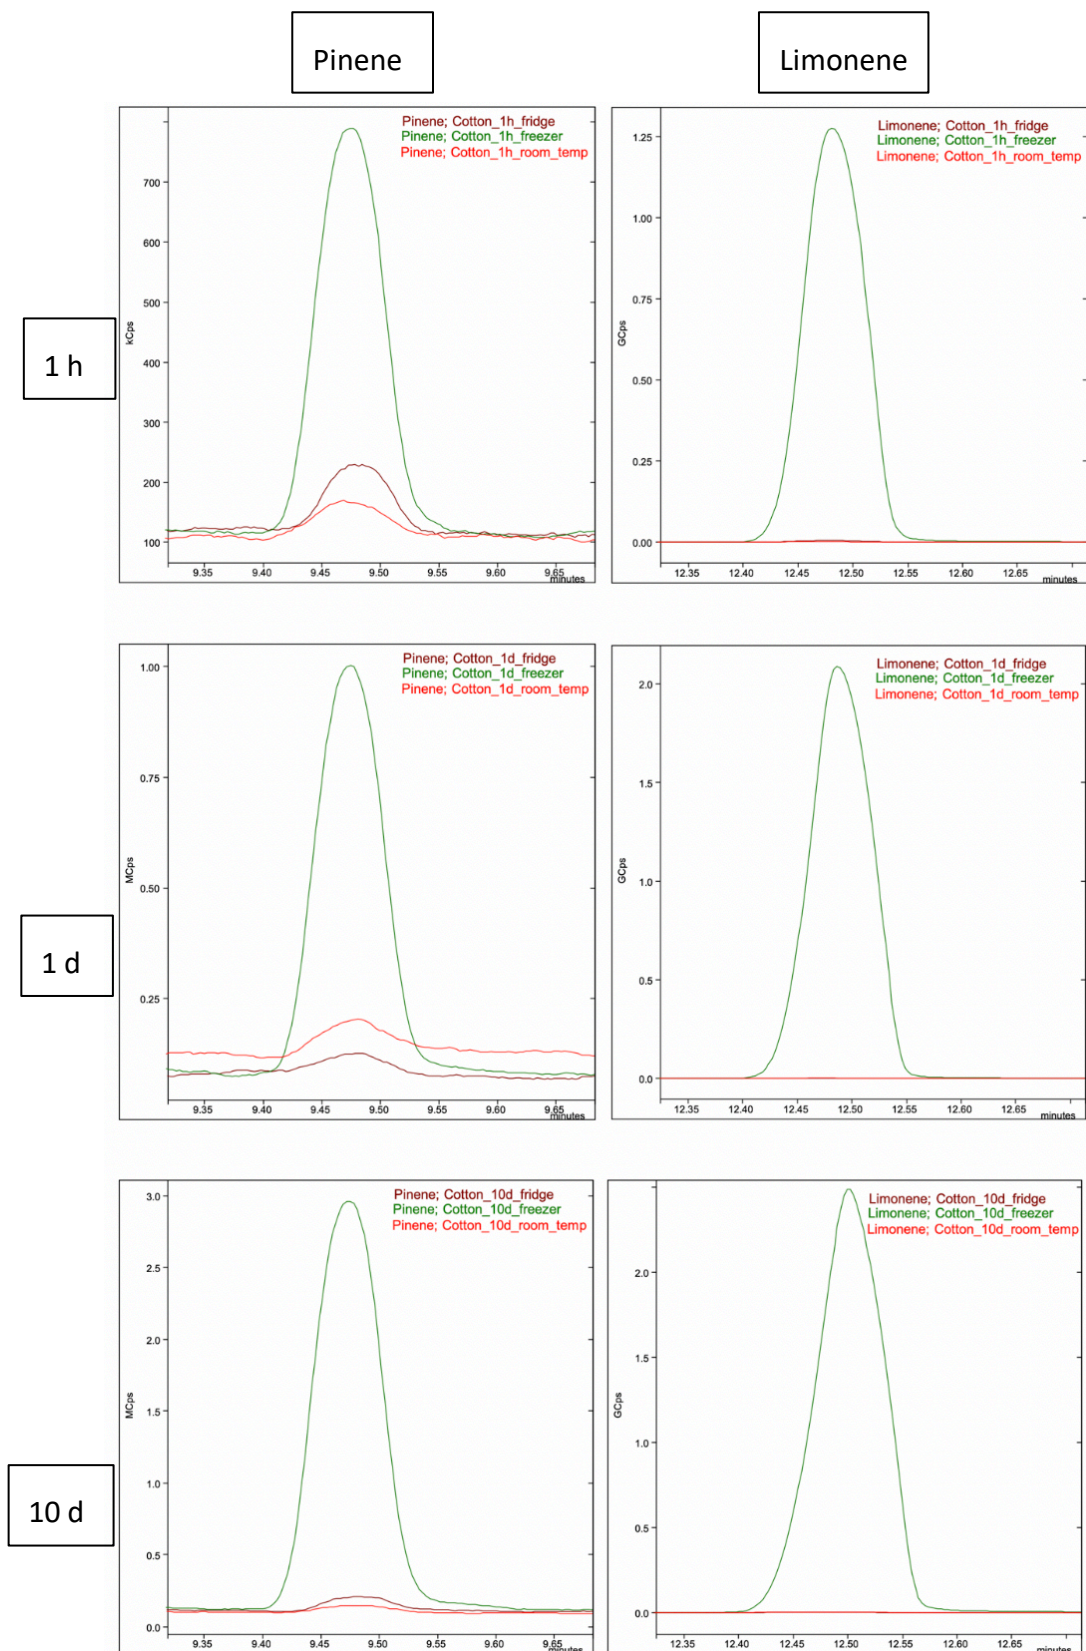 Pinene
Limonene
1 h
Pinene; Cotton_1h_fridge
Pinene; Cotton_1h_freezer
Pinene; Cotton_1h_room_temp
kCps
700
600
500
400
300
200
100
9.35 9.40 9.45 9.50 9.55 9.60 9.65
minutes
Limonene; Cotton_1h_fridge
Limonene; Cotton_1h_freezer
Limonene; Cotton_1h_room_temp
GCps
1.25
1.00
0.75
0.50
0.25
0.00
12.35 12.40 12.45 12.50 12.55 12.60 12.65
minutes
1 d
Pinene; Cotton_1d_fridge
Pinene; Cotton_1d_freezer
Pinene; Cotton_1d_room_temp
MCps
1.00
0.75
0.50
0.25
9.35 9.40 9.45 9.50 9.55 9.60 9.65
minutes
Limonene; Cotton_1d_fridge
Limonene; Cotton_1d_freezer
Limonene; Cotton_1d_room_temp
GCps
2.0
1.5
1.0
0.5
0.0
12.35 12.40 12.45 12.50 12.55 12.60 12.65
minutes
10 d
Pinene; Cotton_10d_fridge
Pinene; Cotton_10d_freezer
Pinene; Cotton_10d_room_temp
MCps
3.0
2.5
2.0
1.5
1.0
0.5
0.0
9.35 9.40 9.45 9.50 9.55 9.60 9.65
minutes
Limonene; Cotton_10d_fridge
Limonene; Cotton_10d_freezer
Limonene; Cotton_10d_room_temp
GCps
2.0
1.5
1.0
0.5
0.0
12.35 12.40 12.45 12.50 12.55 12.60 12.65
minutes